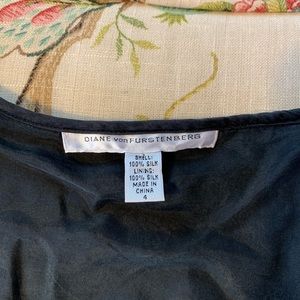 DIANE von FURSTENBERG
SHELL:
100% SILK
LINING:
100% SILK
MADE IN
CHINA
4